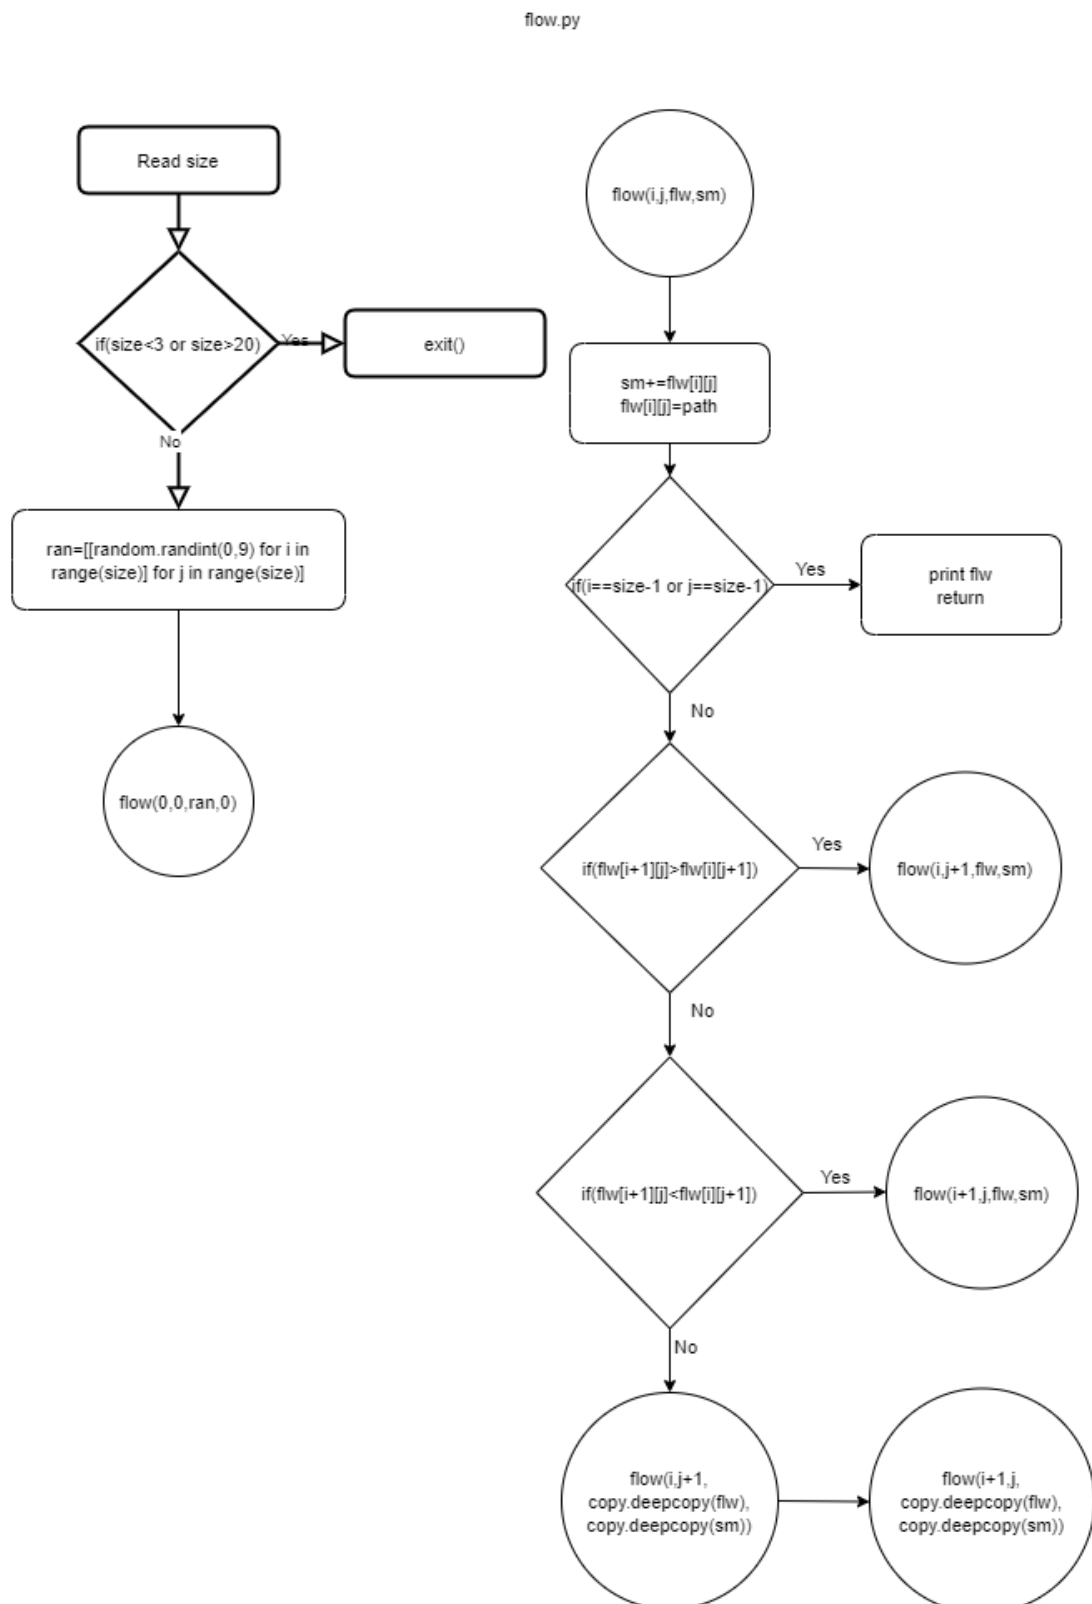 flow.py
Read size
if(size<3 or size>20)
Yes
exit()
No
ran=[[random.randint(0,9) for i in
range(size)] for j in range(size)]
flow(0,0,ran,0)
flow(i,j,flw,sm)
sm+=flw[i][j]
flw[i][j]=path
if(i==size-1 or j==size-1)
Yes
print flw
return
No
if(flw[i+1][j]>flw[i][j+1])
Yes
flow(i,j+1,flw,sm)
No
if(flw[i+1][j]<flw[i][j+1])
Yes
flow(i+1,j,flw,sm)
No
flow(i,j+1,
copy.deepcopy(flw),
copy.deepcopy(sm))
flow(i+1,j,
copy.deepcopy(flw),
copy.deepcopy(sm))